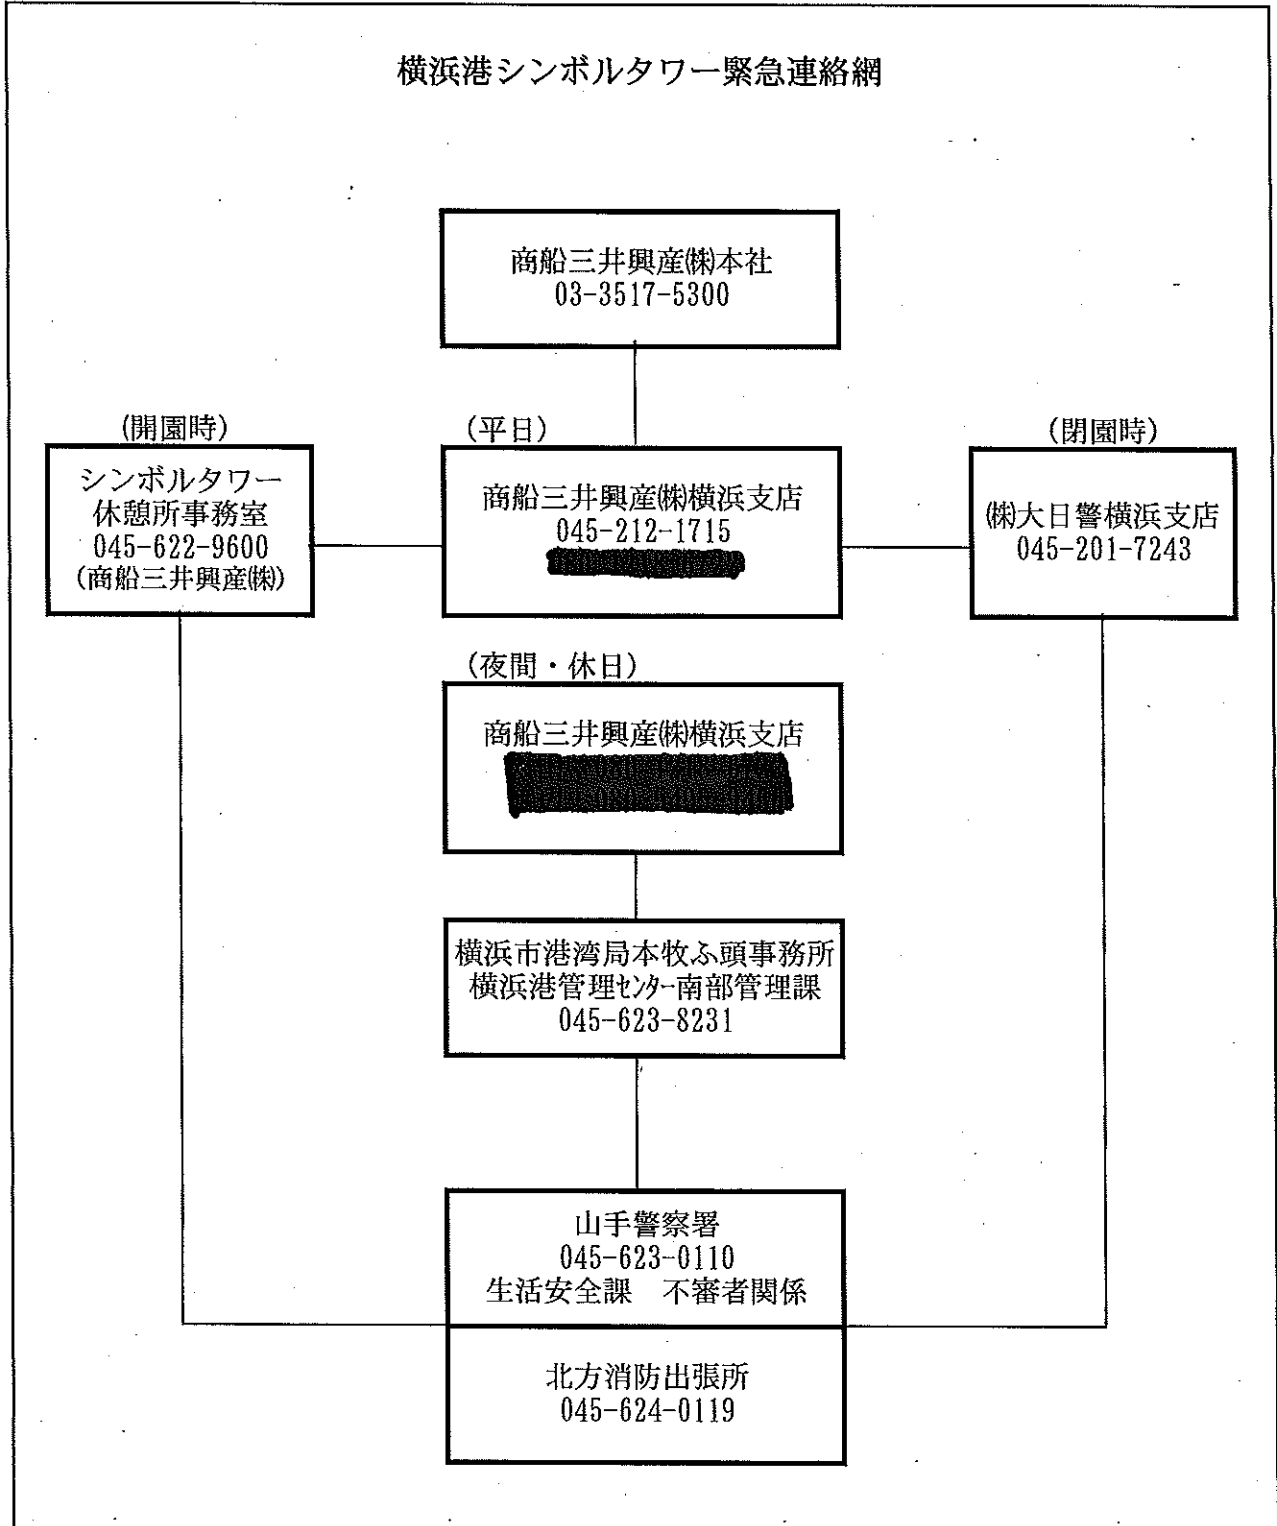 横浜港シンボルタワー緊急連絡網
商船三井興産㈱本社
03-3517-5300
(開園時)
シンボルタワー
休憩所事務室
045-622-9600
(商船三井興産㈱)
(平日)
商船三井興産㈱横浜支店
045-212-1715
(閉園時)
㈱大日警横浜支店
045-201-7243
(夜間・休日)
商船三井興産㈱横浜支店
横浜市港湾局本牧ふ頭事務所
横浜港管理ｾﾝﾀｰ南部管理課
045-623-8231
山手警察署
045-623-0110
生活安全課　不審者関係
北方消防出張所
045-624-0119